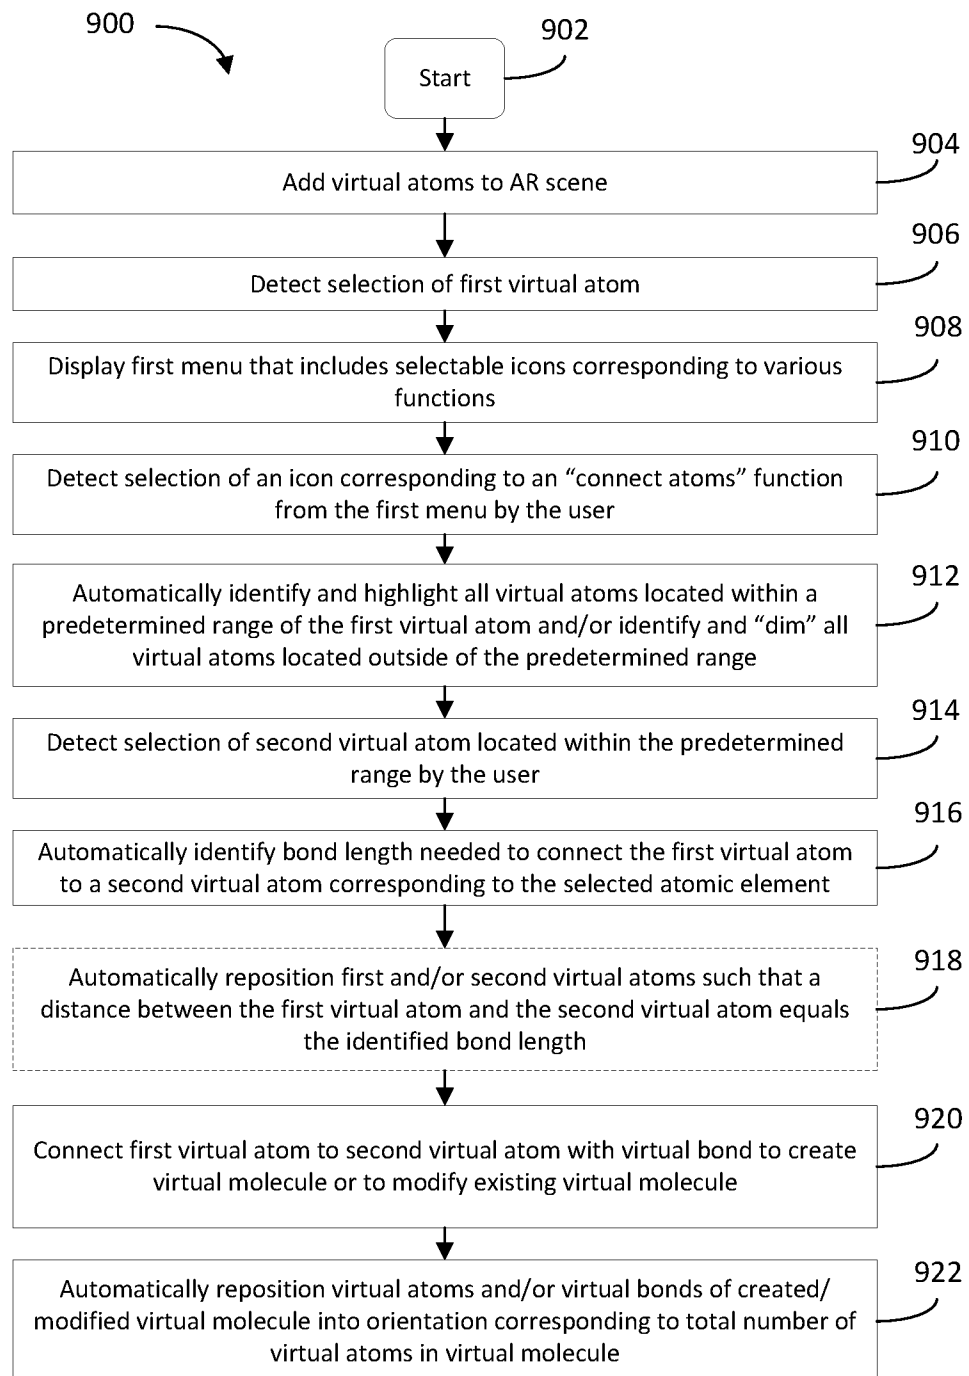 900
902
Start
904
Add virtual atoms to AR scene
906
Detect selection of first virtual atom
908
Display first menu that includes selectable icons corresponding to various
functions
910
Detect selection of an icon corresponding to an “connect atoms” function
from the first menu by the user
912
Automatically identify and highlight all virtual atoms located within a
predetermined range of the first virtual atom and/or identify and “dim” all
virtual atoms located outside of the predetermined range
914
Detect selection of second virtual atom located within the predetermined
range by the user
916
Automatically identify bond length needed to connect the first virtual atom
to a second virtual atom corresponding to the selected atomic element
918
Automatically reposition first and/or second virtual atoms such that a
distance between the first virtual atom and the second virtual atom equals
the identified bond length
920
Connect first virtual atom to second virtual atom with virtual bond to create
virtual molecule or to modify existing virtual molecule
922
Automatically reposition virtual atoms and/or virtual bonds of created/
modified virtual molecule into orientation corresponding to total number of
virtual atoms in virtual molecule